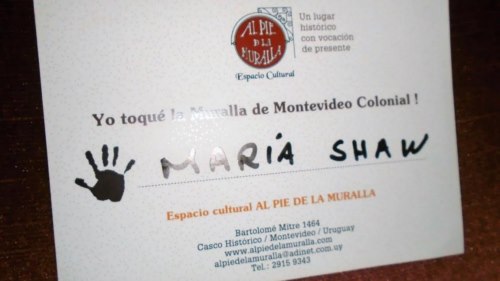 AL PIE
DE LA
MURALLA
Espacio Cultural
Un lugar
histórico
con vocación
de presente
Yo toqué la Muralla de Montevideo Colonial !
MARÍA SHAW
Espacio cultural AL PIE DE LA MURALLA
Bartolomé Mitre 1464
Casco Histórico / Montevideo / Uruguay
www.alpiedelamuralla.com
alpiedelamuralla@adinet.com.uy
Tel.: 2915 9343